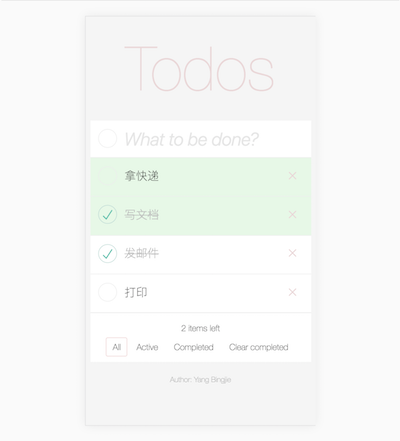 Todos
What to be done?
拿快递
写文档
发邮件
打印
2 items left
All Active Completed Clear completed
Author: Yang Bingjie